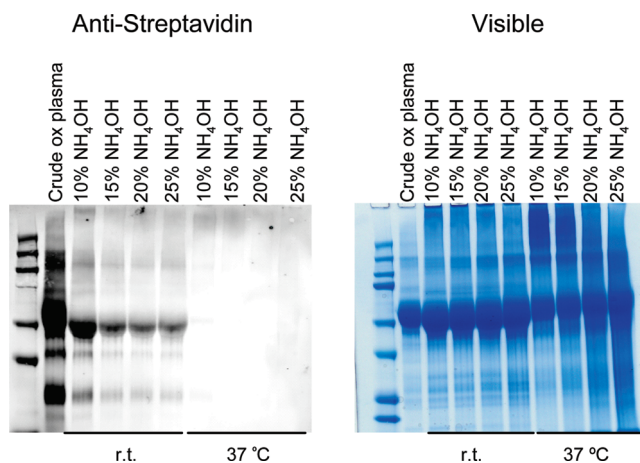 Anti-Streptavidin
Crude ox plasma
10% NH₄OH
15% NH₄OH
20% NH₄OH
25% NH₄OH
10% NH₄OH
15% NH₄OH
20% NH₄OH
25% NH₄OH
r.t.
37 °C
Visible
Crude ox plasma
10% NH₄OH
15% NH₄OH
20% NH₄OH
25% NH₄OH
10% NH₄OH
15% NH₄OH
20% NH₄OH
25% NH₄OH
r.t.
37 ºC